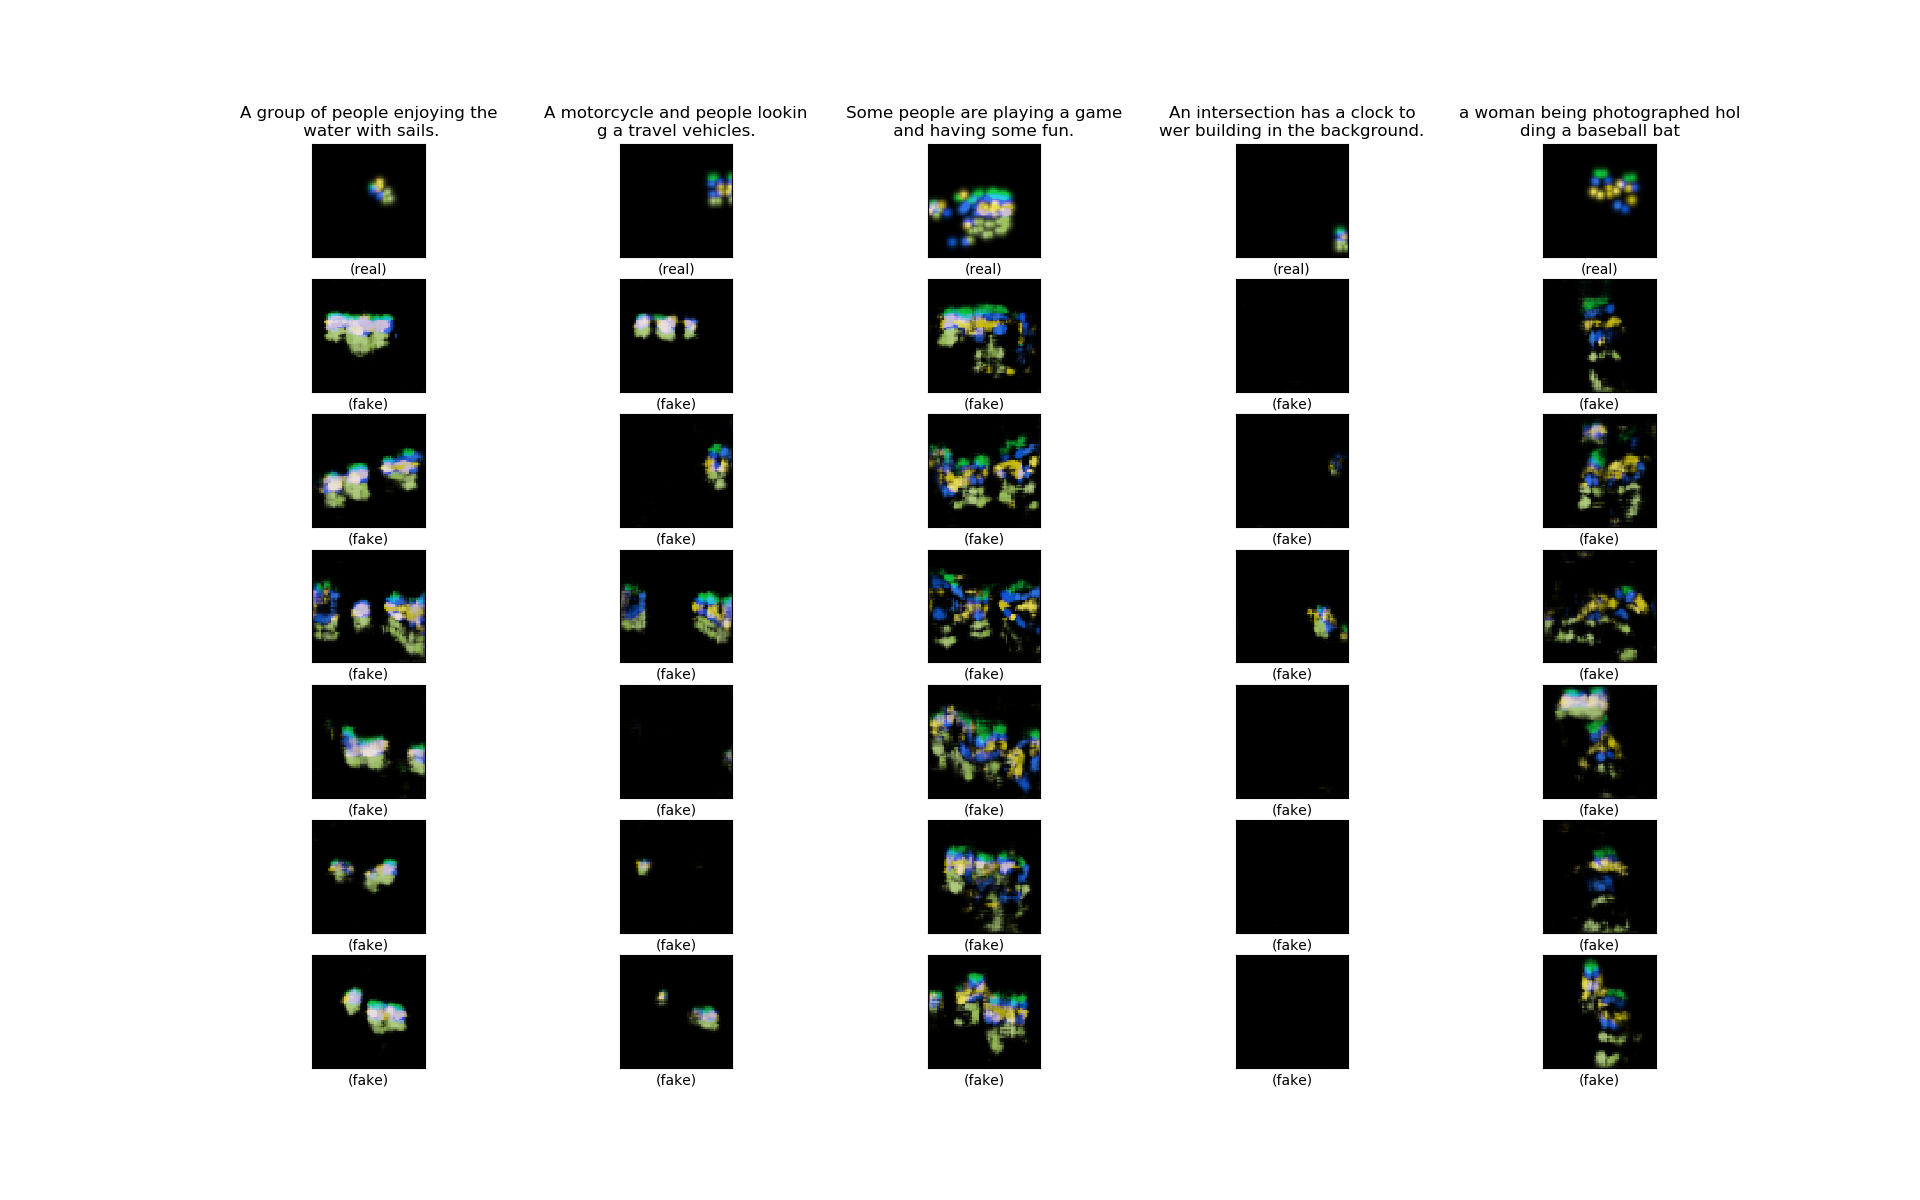 A group of people enjoying the
water with sails.
A motorcycle and people lookin
g a travel vehicles.
Some people are playing a game
and having some fun.
An intersection has a clock to
wer building in the background.
a woman being photographed hol
ding a baseball bat
(real) (real) (real) (real) (real)
(fake) (fake) (fake) (fake) (fake)
(fake) (fake) (fake) (fake) (fake)
(fake) (fake) (fake) (fake) (fake)
(fake) (fake) (fake) (fake) (fake)
(fake) (fake) (fake) (fake) (fake)
(fake) (fake) (fake) (fake) (fake)